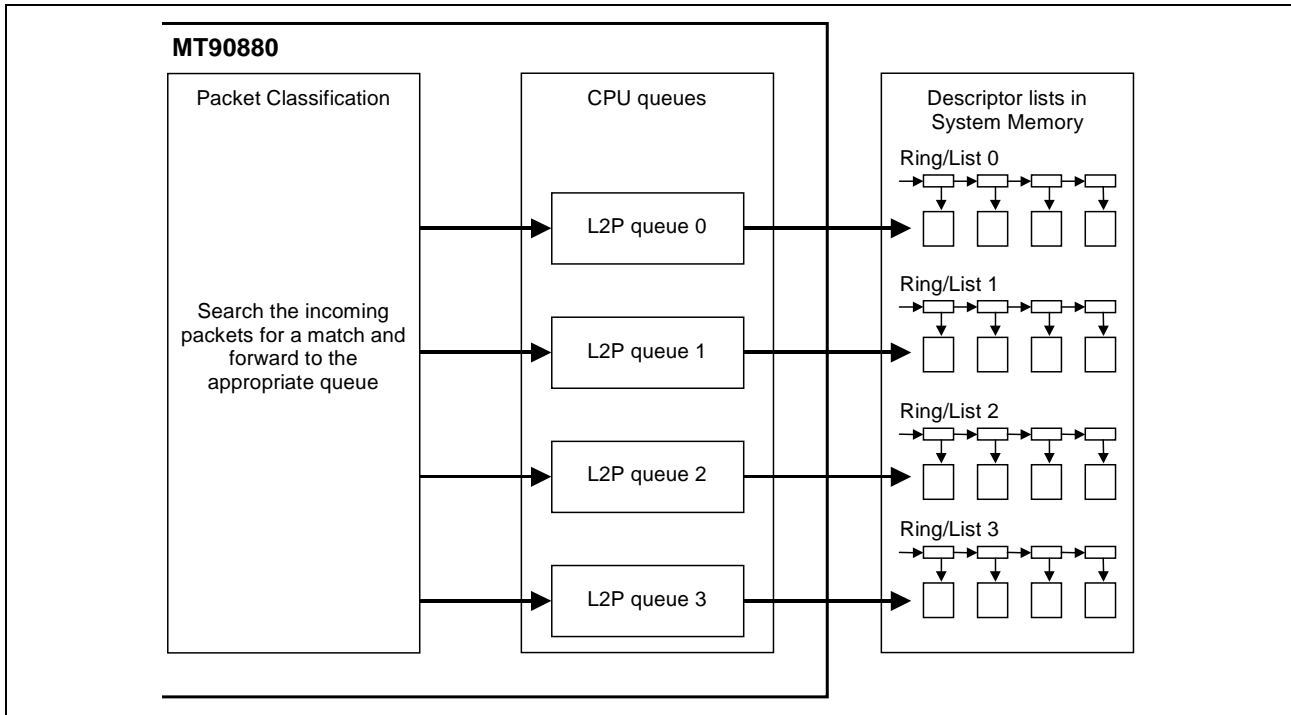 MT90880
Packet Classification
Search the incoming
packets for a match and
forward to the
appropriate queue
CPU queues
L2P queue 0
L2P queue 1
L2P queue 2
L2P queue 3
Descriptor lists in
System Memory
Ring/List 0
Ring/List 1
Ring/List 2
Ring/List 3